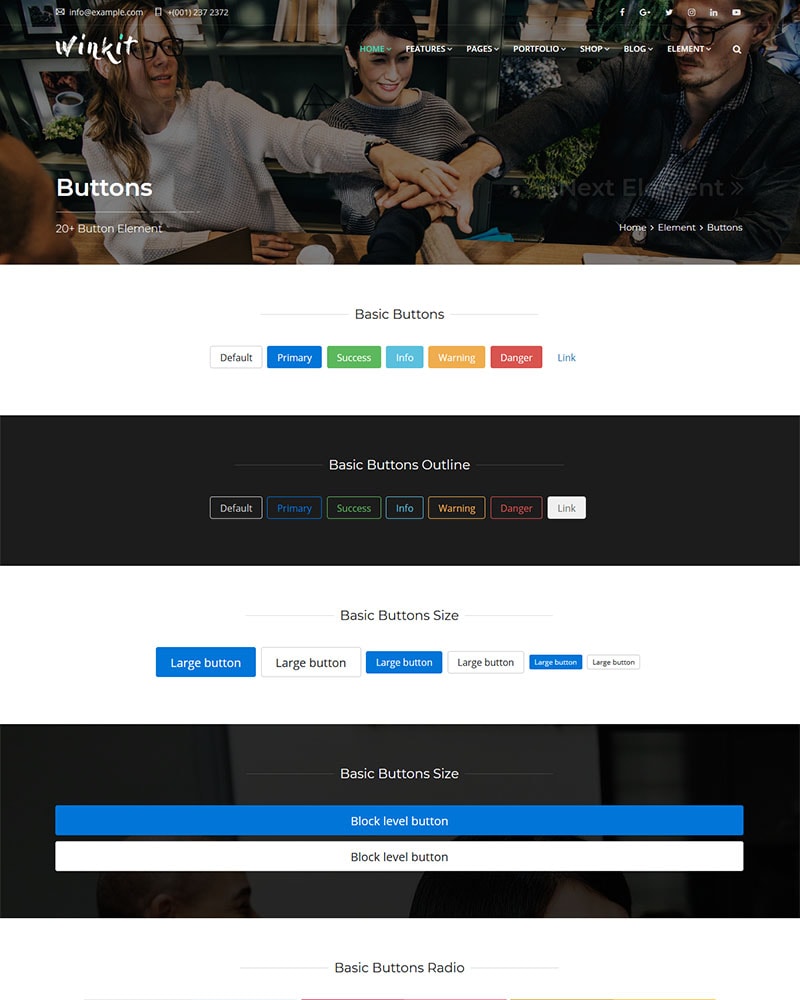 info@example.com +(001) 237 2372
winkit
HOME FEATURES PAGES PORTFOLIO SHOP BLOG ELEMENT
Buttons
Next Element »
20+ Button Element
Home > Element > Buttons
Basic Buttons
Default Primary Success Info Warning Danger Link
Basic Buttons Outline
Default Primary Success Info Warning Danger Link
Basic Buttons Size
Large button Large button Large button Large button Large button Large button
Basic Buttons Size
Block level button
Block level button
Basic Buttons Radio